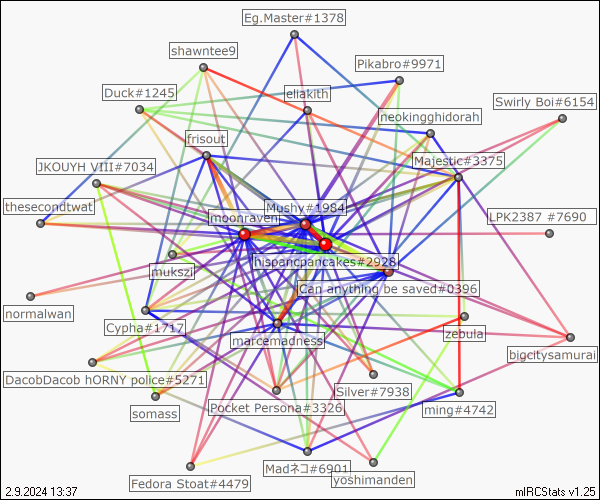 Eg.Master#1378
shawntee9
Pikabro#9971
Duck#1245
eliakith
Swirly Boi#6154
neokingghidorah
frisout
Majestic#3375
JKOUYH VIII#7034
thesecondtwat
Mushy#1984
moonraven
LPK2387 #7690
hispancpancakes#2928
mukszi
Can anything be saved#0396
normalwan
Cypha#1717
marcemadness
zebula
bigcitysamurai
DacobDacob hORNY police#5271
Silver#7938
somass
Pocket Persona#3326
ming#4742
Madネコ#6901
yoshimanden
Fedora Stoat#4479
2.9.2024 13:37
mIRCStats v1.25